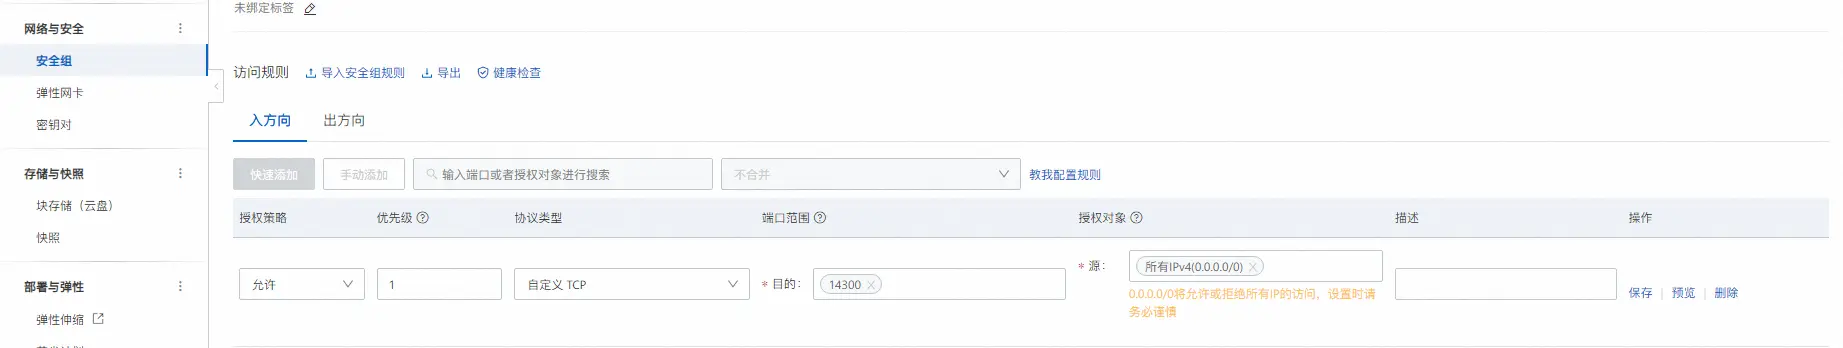 未绑定标签
网络与安全
安全组
弹性网卡
密钥对
存储与快照
块存储（云盘）
快照
部署与弹性
弹性伸缩
访问规则 导入安全组规则 导出 健康检查
入方向 出方向
快速添加 手动添加 输入端口或者授权对象进行搜索 不合并 教我配置规则
授权策略 优先级 协议类型 端口范围 授权对象 描述 操作
允许 1 自定义 TCP * 目的： 14300 * 源： 所有IPv4(0.0.0.0/0)
0.0.0.0/0将允许或拒绝所有IP的访问，设置时请
务必谨慎
保存 | 预览 | 删除